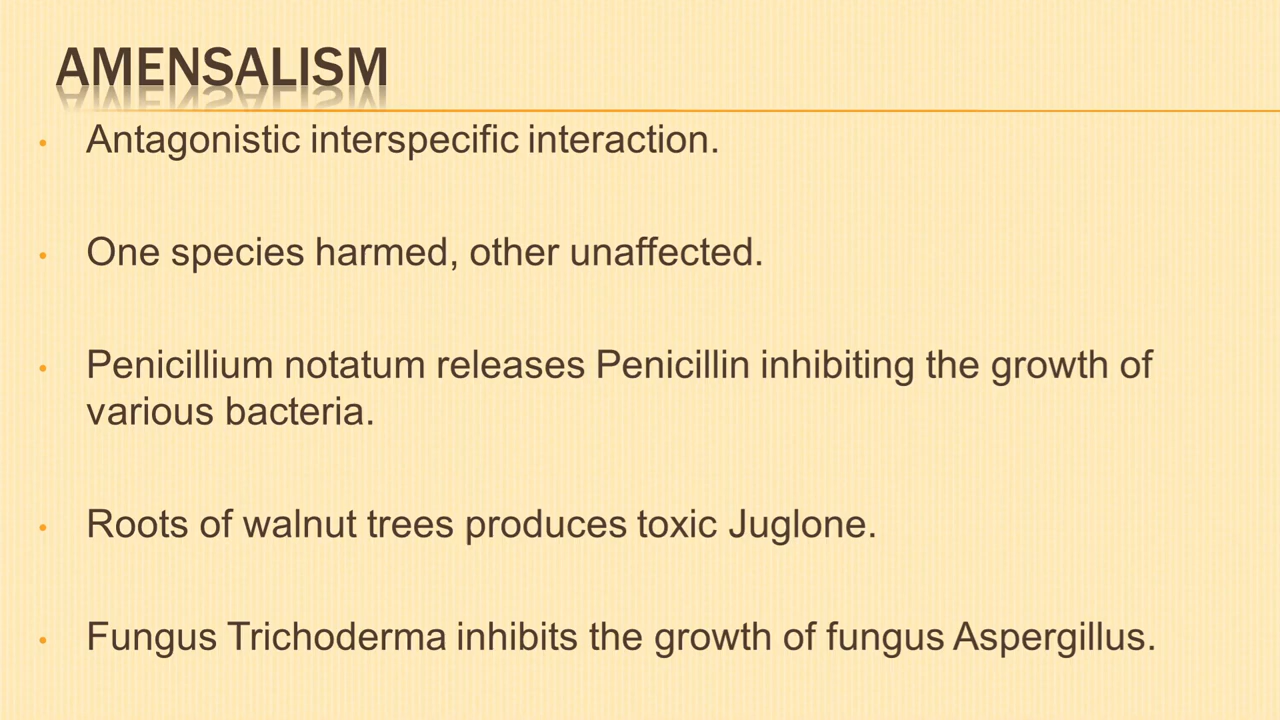 AMENSALISM
• Antagonistic interspecific interaction.
• One species harmed, other unaffected.
• Penicillium notatum releases Penicillin inhibiting the growth of
various bacteria.
• Roots of walnut trees produces toxic Juglone.
• Fungus Trichoderma inhibits the growth of fungus Aspergillus.